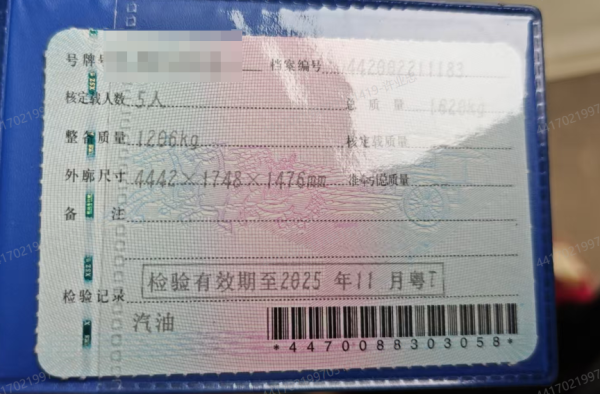 号牌号 档案编号 442002211183
核定载人数 5人 总质量 1620kg
整备质量 1206kg 核定载质量
外廓尺寸 4442×1748×1476mm 准牵引总质量
备注
检验有效期至2025 年11 月粤T
检验记录
汽油
*4470088303058*